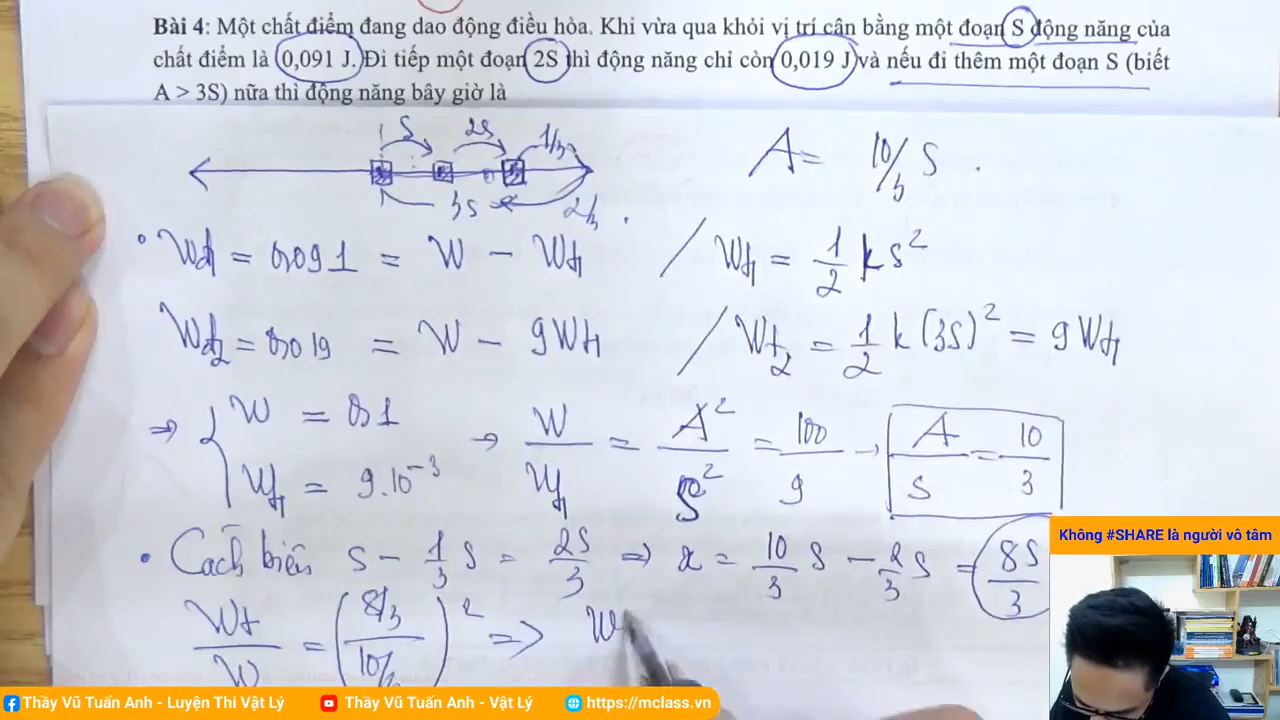 Bài 4: Một chất điểm đang dao động điều hòa. Khi vừa qua khỏi vị trí cân bằng một đoạn S động năng của
chất điểm là 0,091 J. Đi tiếp một đoạn 2S thì động năng chỉ còn 0,019 J và nếu đi thêm một đoạn S (biết
A > 3S) nữa thì động năng bây giờ là
S 2S 1/3
3s 2/3
A = 10/3 S
Wđ1 = 0,091 = W - Wt1 / Wt1 = 1/2 k s²
Wđ2 = 0,019 = W - 9Wt1 / Wt2 = 1/2 k (3S)² = 9Wt1
⇒ { W = 0,1
Wt1 = 9.10⁻³
→ W/Wt1 = A²/S² = 100/9 → A/s = 10/3
• Cách biên s - 1/3 s = 2s/3 ⇒ x = 10/3 s - 2/3 s = 8s/3
Wt/W = (8/3 / 10/3)² ⇒ W
Không #SHARE là người vô tâm
Thầy Vũ Tuấn Anh - Luyện Thi Vật Lý
Thầy Vũ Tuấn Anh - Vật Lý
https://mclass.vn